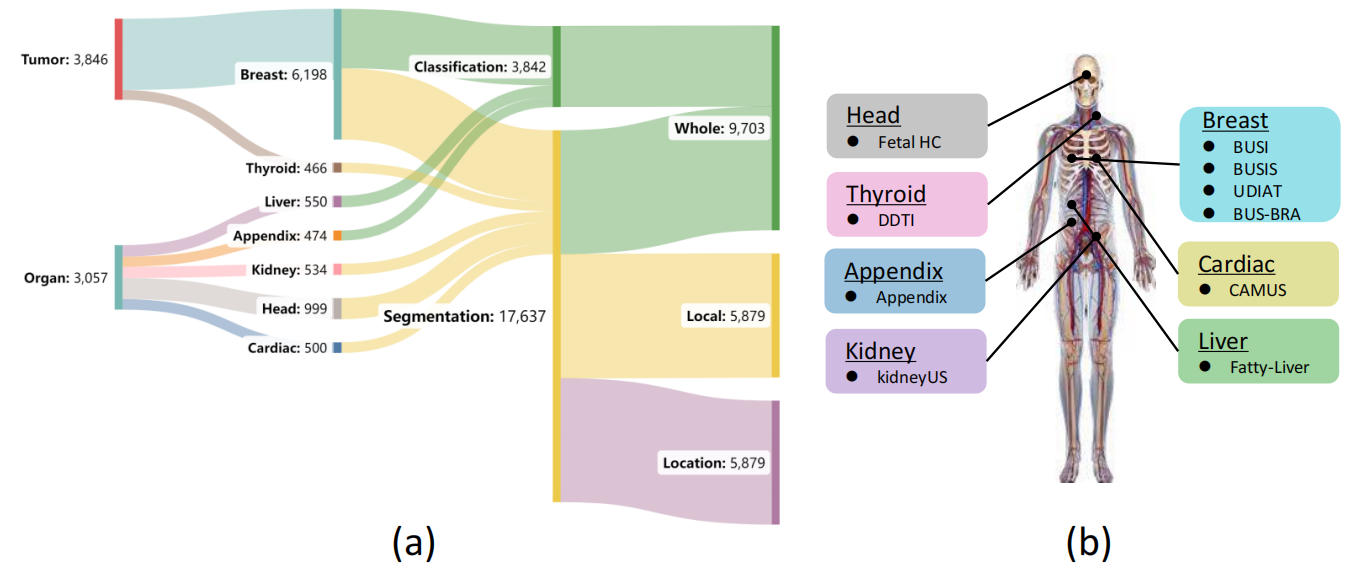 Tumor: 3,846
Organ: 3,057
Breast: 6,198
Thyroid: 466
Liver: 550
Appendix: 474
Kidney: 534
Head: 999
Cardiac: 500
Classification: 3,842
Segmentation: 17,637
Whole: 9,703
Local: 5,879
Location: 5,879
(a)
Head
● Fetal HC
Thyroid
● DDTI
Appendix
● Appendix
Kidney
● kidneyUS
Breast
● BUSI
● BUSIS
● UDIAT
● BUS-BRA
Cardiac
● CAMUS
Liver
● Fatty-Liver
(b)